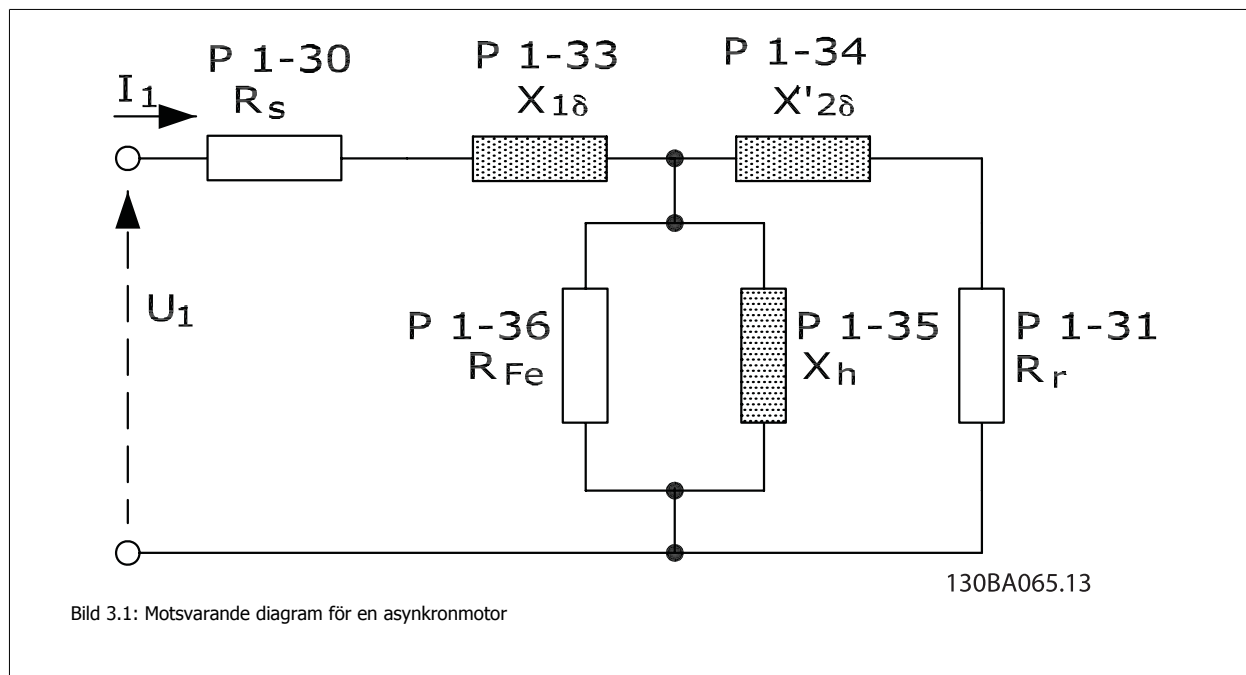 P 1-30
P 1-33
P 1-34
I1
Rs
X1δ
X'2δ
U1
P 1-36
P 1-35
P 1-31
RFe
Xh
Rr
130BA065.13
Bild 3.1: Motsvarande diagram för en asynkronmotor